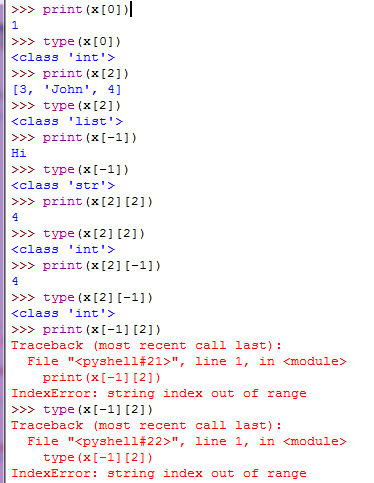 >>> print(x[0])
1
>>> type(x[0])
<class 'int'>
>>> print(x[2])
[3, 'John', 4]
>>> type(x[2])
<class 'list'>
>>> print(x[-1])
Hi
>>> type(x[-1])
<class 'str'>
>>> print(x[2][2])
4
>>> type(x[2][2])
<class 'int'>
>>> print(x[2][-1])
4
>>> type(x[2][-1])
<class 'int'>
>>> print(x[-1][2])
Traceback (most recent call last):
  File "<pyshell#21>", line 1, in <module>
    print(x[-1][2])
IndexError: string index out of range
>>> type(x[-1][2])
Traceback (most recent call last):
  File "<pyshell#22>", line 1, in <module>
    type(x[-1][2])
IndexError: string index out of range